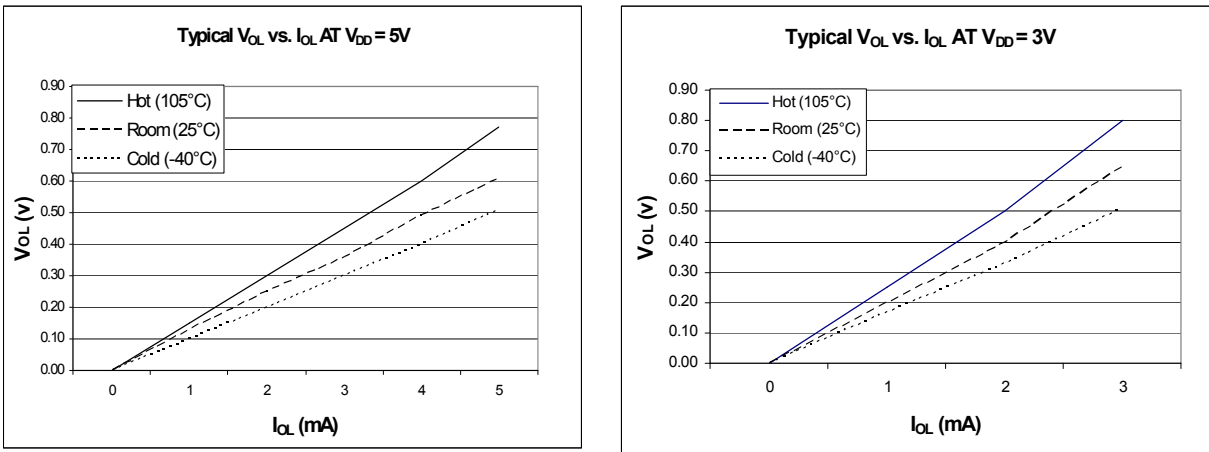 Typical VOL vs. IOL AT VDD = 5V
0.90
0.80
0.70
0.60
0.50
0.40
0.30
0.20
0.10
0.00
VOL (v)
Hot (105°C)
Room (25°C)
Cold (-40°C)
0 1 2 3 4 5
IOL (mA)
Typical VOL vs. IOL AT VDD = 3V
0.90
0.80
0.70
0.60
0.50
0.40
0.30
0.20
0.10
0.00
VOL (v)
Hot (105°C)
Room (25°C)
Cold (-40°C)
0 1 2 3
IOL (mA)